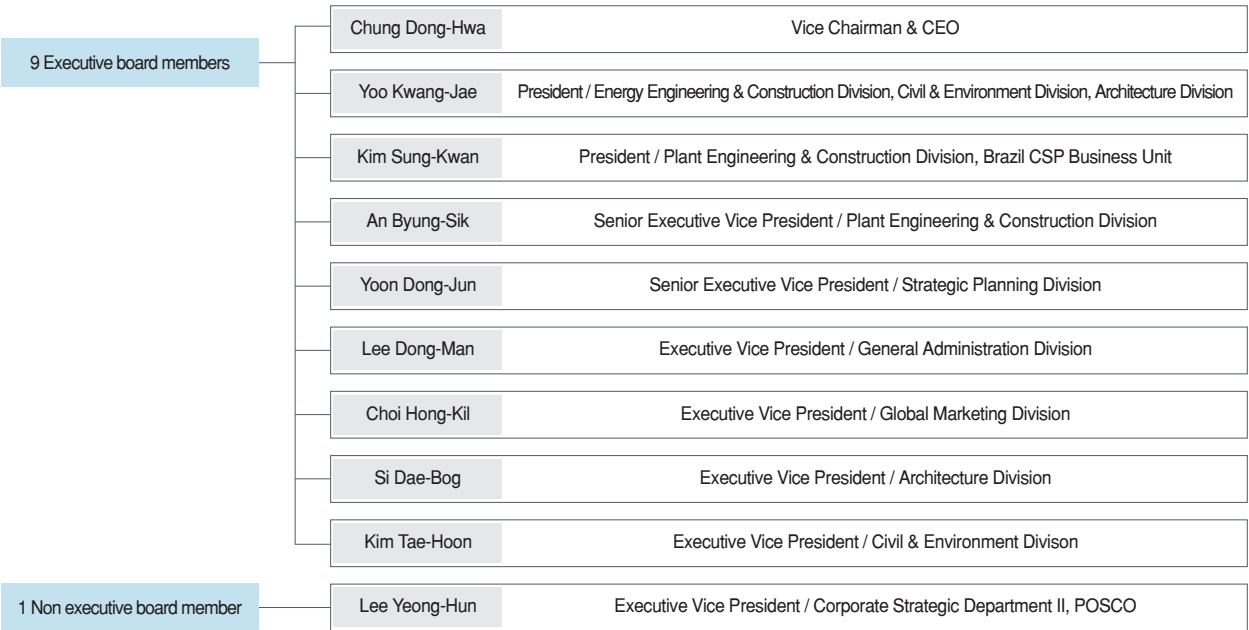 9 Executive board members
Chung Dong-Hwa Vice Chairman & CEO
Yoo Kwang-Jae President / Energy Engineering & Construction Division, Civil & Environment Division, Architecture Division
Kim Sung-Kwan President / Plant Engineering & Construction Division, Brazil CSP Business Unit
An Byung-Sik Senior Executive Vice President / Plant Engineering & Construction Division
Yoon Dong-Jun Senior Executive Vice President / Strategic Planning Division
Lee Dong-Man Executive Vice President / General Administration Division
Choi Hong-Kil Executive Vice President / Global Marketing Division
Si Dae-Bog Executive Vice President / Architecture Division
Kim Tae-Hoon Executive Vice President / Civil & Environment Divison
1 Non executive board member
Lee Yeong-Hun Executive Vice President / Corporate Strategic Department II, POSCO